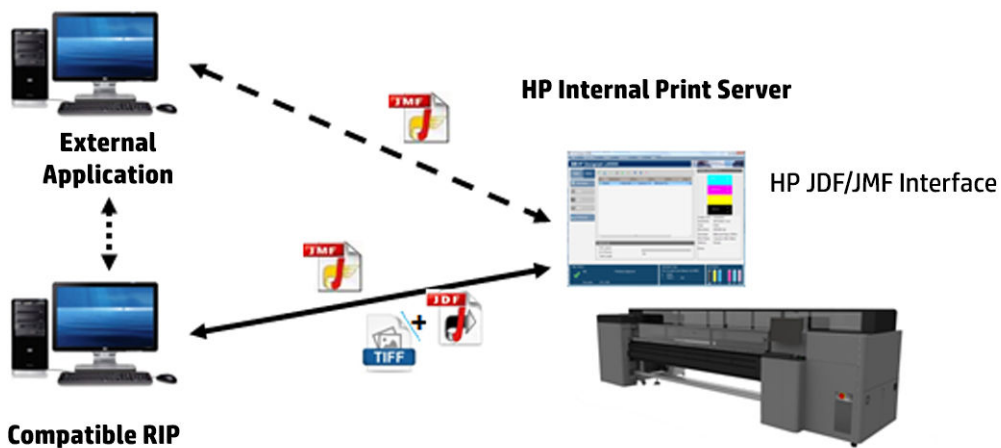 JMF
HP Internal Print Server
External
Application
HP JDF/JMF Interface
JMF
JDF
+
TIFF
Compatible RIP